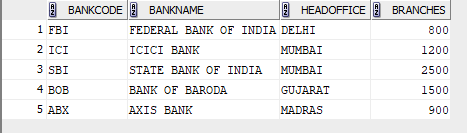 BANKCODE BANKNAME HEADOFFICE BRANCHES
1 FBI FEDERAL BANK OF INDIA DELHI 800
2 ICI ICICI BANK MUMBAI 1200
3 SBI STATE BANK OF INDIA MUMBAI 2500
4 BOB BANK OF BARODA GUJARAT 1500
5 ABX AXIS BANK MADRAS 900